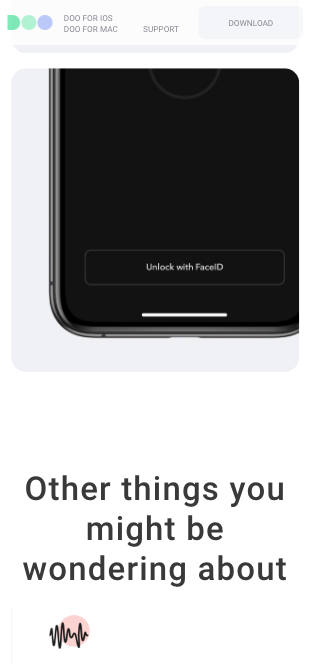 DOO FOR IOS
DOO FOR MAC
SUPPORT
DOWNLOAD
Unlock with FaceID
Other things you
might be
wondering about